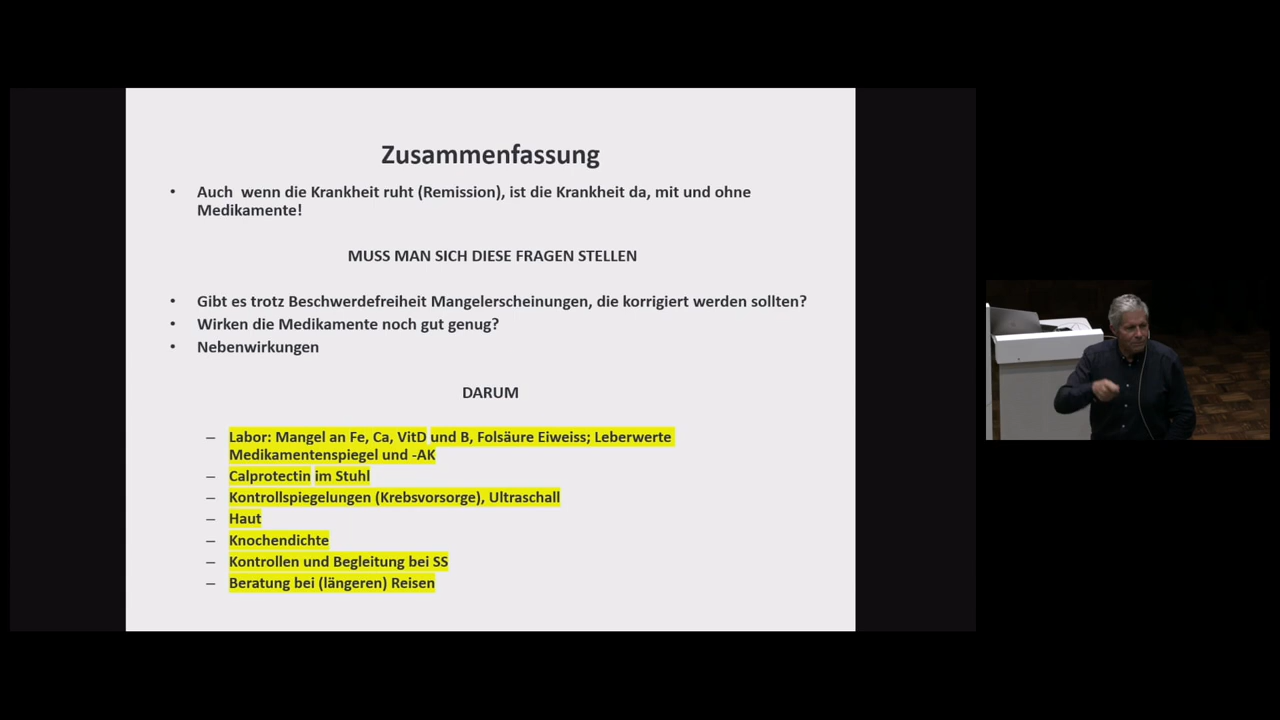 Zusammenfassung
• Auch  wenn die Krankheit ruht (Remission), ist die Krankheit da, mit und ohne
Medikamente!
MUSS MAN SICH DIESE FRAGEN STELLEN
• Gibt es trotz Beschwerdefreiheit Mangelerscheinungen, die korrigiert werden sollten?
• Wirken die Medikamente noch gut genug?
• Nebenwirkungen
DARUM
– Labor: Mangel an Fe, Ca, VitD und B, Folsäure Eiweiss; Leberwerte
Medikamentenspiegel und -AK
– Calprotectin im Stuhl
– Kontrollspiegelungen (Krebsvorsorge), Ultraschall
– Haut
– Knochendichte
– Kontrollen und Begleitung bei SS
– Beratung bei (längeren) Reisen